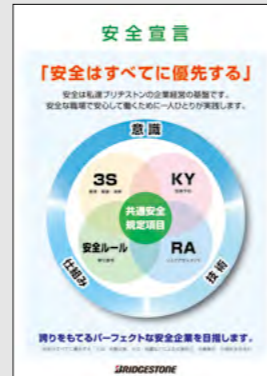 安全宣言
「安全はすべてに優先する」
安全は私達ブリヂストンの企業経営の基盤です。
安全な職場で安心して働くために一人ひとりが実践します。
意識
3S
KY
共通安全
規定項目
安全ルール
RA
仕組み
技術
誇りをもてるパーフェクトな安全企業を目指します。
BRIDGESTONE